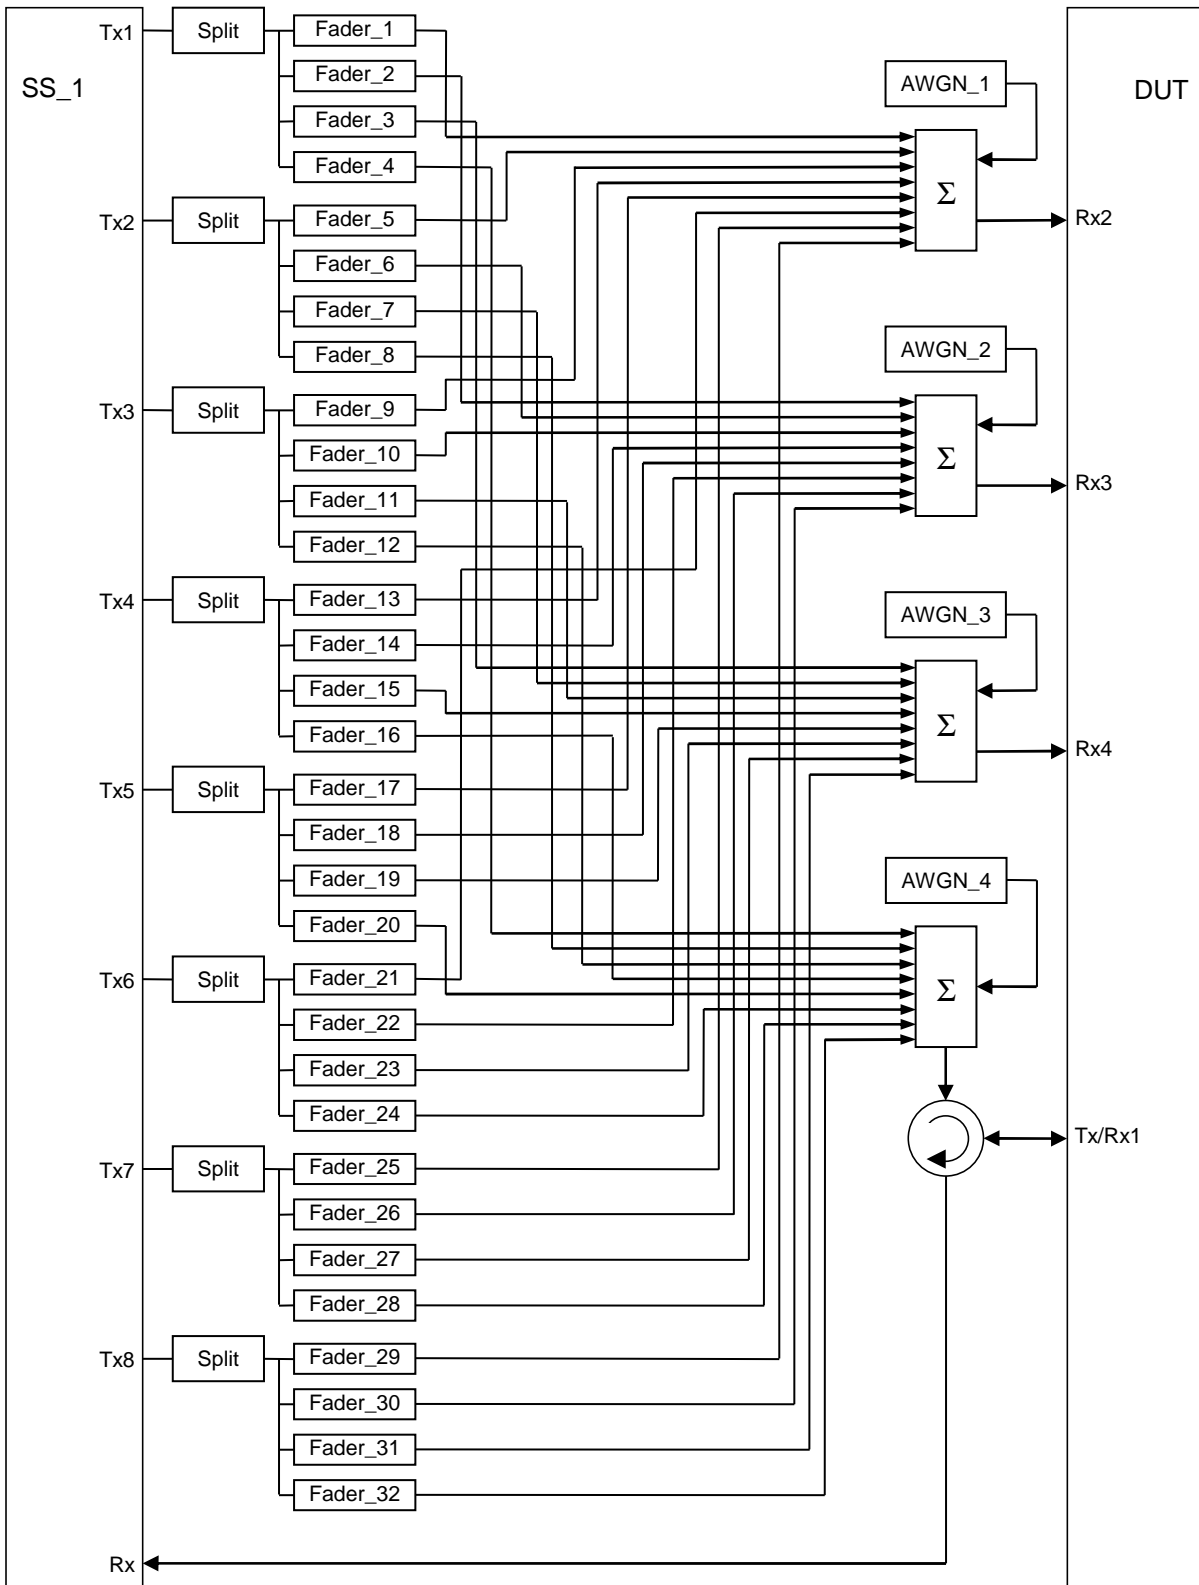 SS_1
DUT
Tx1
Split
Fader_1
Fader_2
Fader_3
Fader_4
Tx2
Split
Fader_5
Fader_6
Fader_7
Fader_8
Tx3
Split
Fader_9
Fader_10
Fader_11
Fader_12
Tx4
Split
Fader_13
Fader_14
Fader_15
Fader_16
Tx5
Split
Fader_17
Fader_18
Fader_19
Fader_20
Tx6
Split
Fader_21
Fader_22
Fader_23
Fader_24
Tx7
Split
Fader_25
Fader_26
Fader_27
Fader_28
Tx8
Split
Fader_29
Fader_30
Fader_31
Fader_32
Rx
AWGN_1
Σ
Rx2
AWGN_2
Σ
Rx3
AWGN_3
Σ
Rx4
AWGN_4
Σ
Tx/Rx1